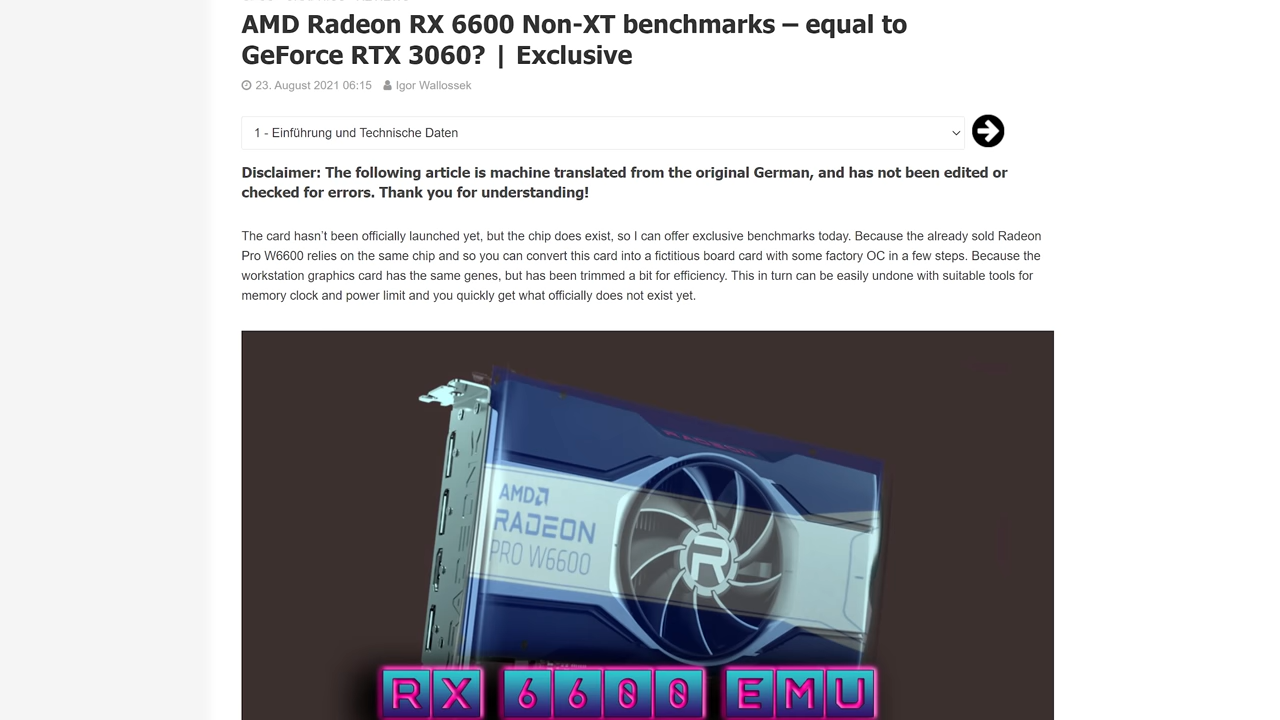 AMD Radeon RX 6600 Non-XT benchmarks – equal to
GeForce RTX 3060? | Exclusive
23. August 2021 06:15 Igor Wallossek
1 - Einführung und Technische Daten
Disclaimer: The following article is machine translated from the original German, and has not been edited or
checked for errors. Thank you for understanding!
The card hasn’t been officially launched yet, but the chip does exist, so I can offer exclusive benchmarks today. Because the already sold Radeon
Pro W6600 relies on the same chip and so you can convert this card into a fictitious board card with some factory OC in a few steps. Because the
workstation graphics card has the same genes, but has been trimmed a bit for efficiency. This in turn can be easily undone with suitable tools for
memory clock and power limit and you quickly get what officially does not exist yet.
RADEON
AMD
RADEON
PRO W6600
R
RX 6600 EMU